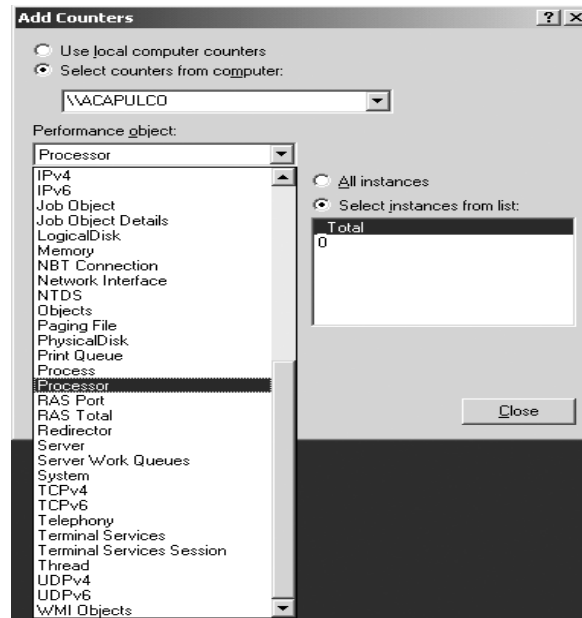 Add Counters
Use local computer counters
Select counters from computer:
\\ACAPULCO
Performance object:
Processor
IPv4
IPv6
Job Object
Job Object Details
LogicalDisk
Memory
NBT Connection
Network Interface
NTDS
Objects
Paging File
PhysicalDisk
Print Queue
Process
Processor
RAS Port
RAS Total
Redirector
Server
Server Work Queues
System
TCPv4
TCPv6
Telephony
Terminal Services
Terminal Services Session
Thread
UDPv4
UDPv6
WMI Objects
All instances
Select instances from list:
_Total
0
Close